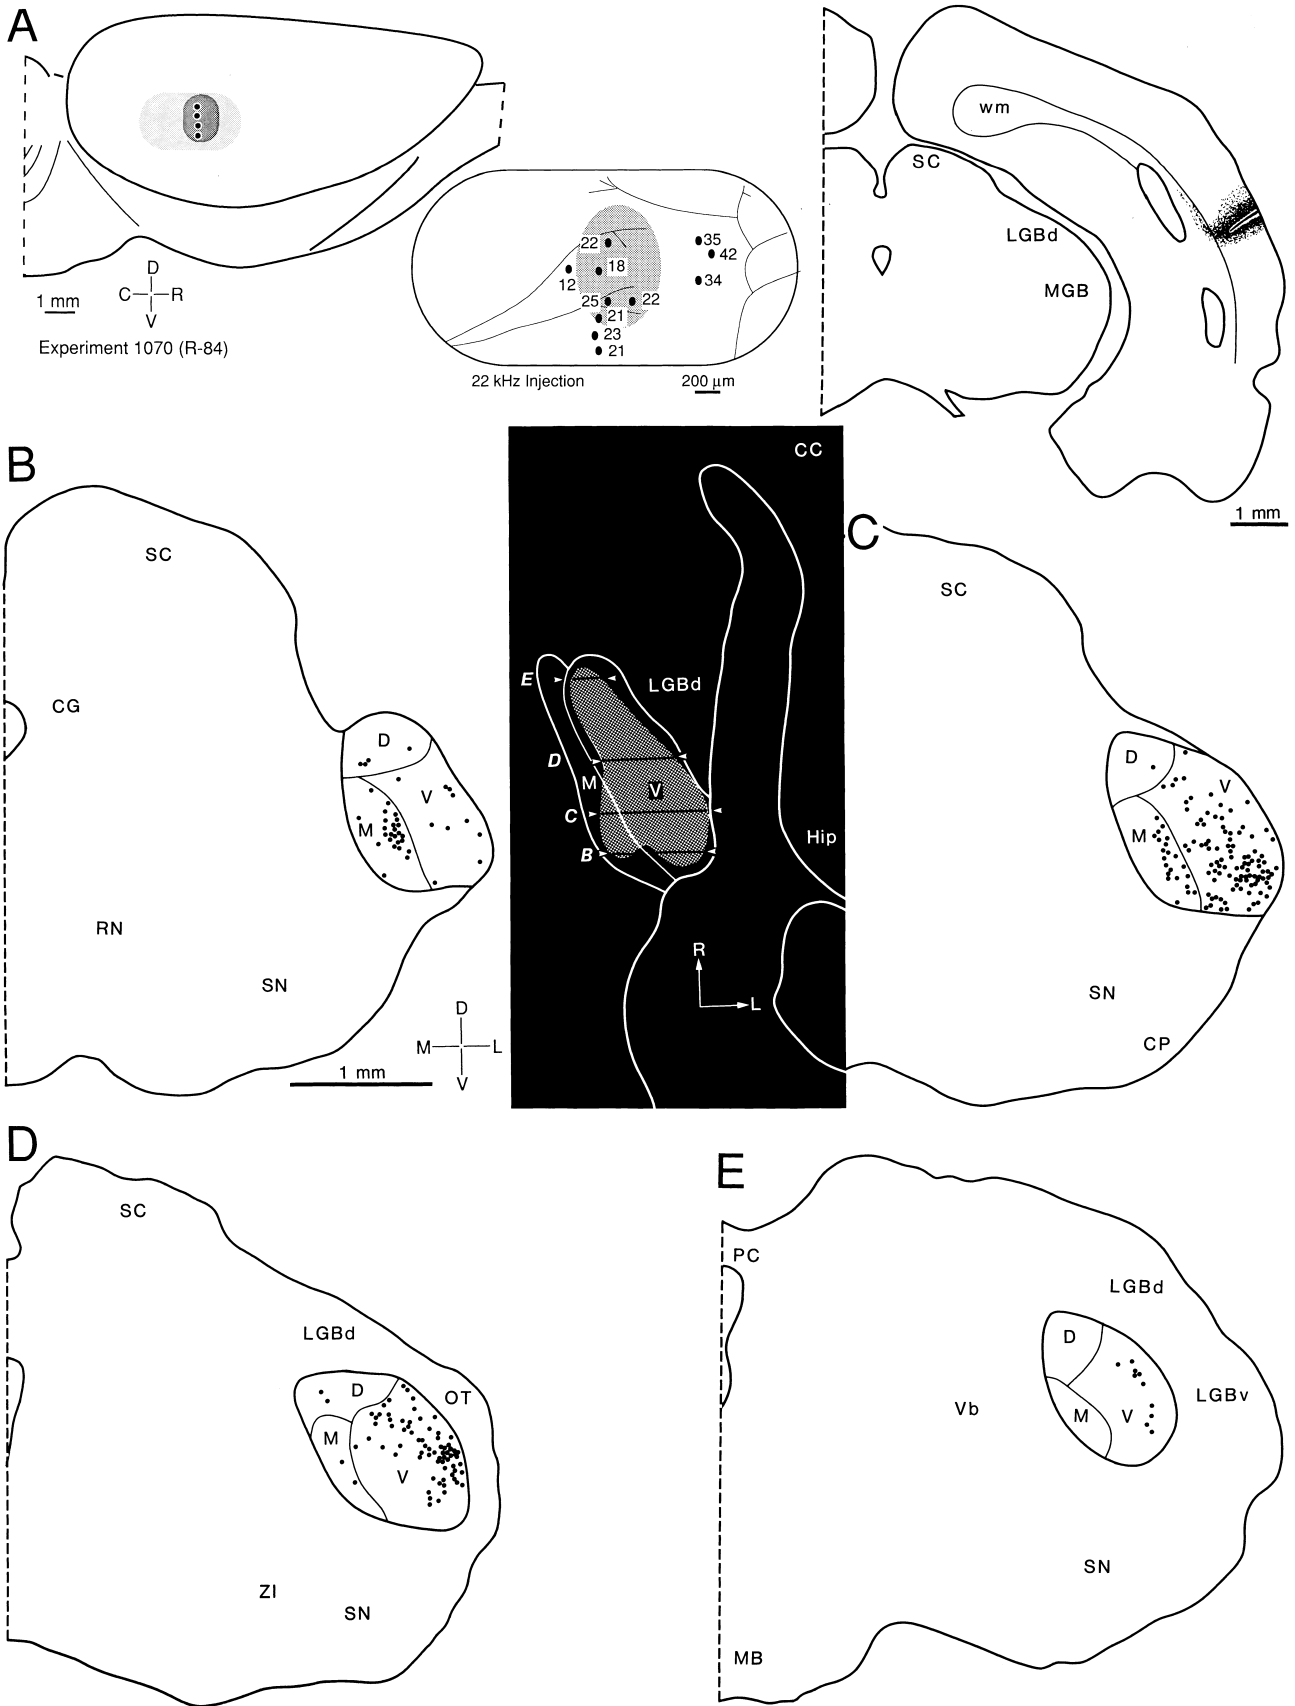 A
D
C R
V
1 mm
Experiment 1070 (R-84)
22
18
12
25
22
21
23
21
35
42
34
22 kHz Injection
200 μm
wm
SC
LGBd
MGB
1 mm
B
SC
CG
D
V
M
RN
SN
D
M L
V
1 mm
CC
E
LGBd
D
M
V
C
B
Hip
R
L
C
SC
D
V
M
SN
CP
D
SC
LGBd
OT
D
M
V
ZI
SN
E
PC
LGBd
D
LGBv
Vb
M
V
SN
MB